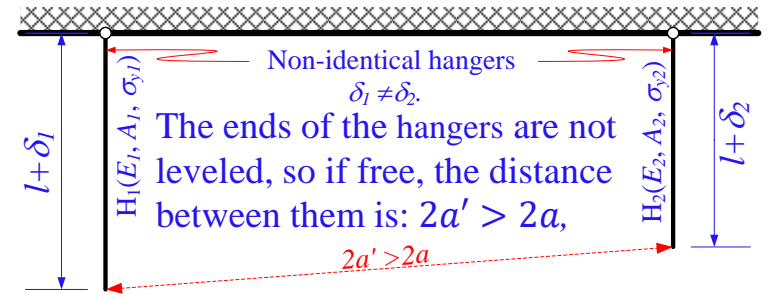 Non-identical hangers
δ₁ ≠ δ₂.
The ends of the hangers are not
leveled, so if free, the distance
between them is: 2a′ > 2a,
2a′ >2a
l+δ₁
H₁(E₁, A₁, σy₁)
H₂(E₂, A₂, σy₂)
l+δ₂